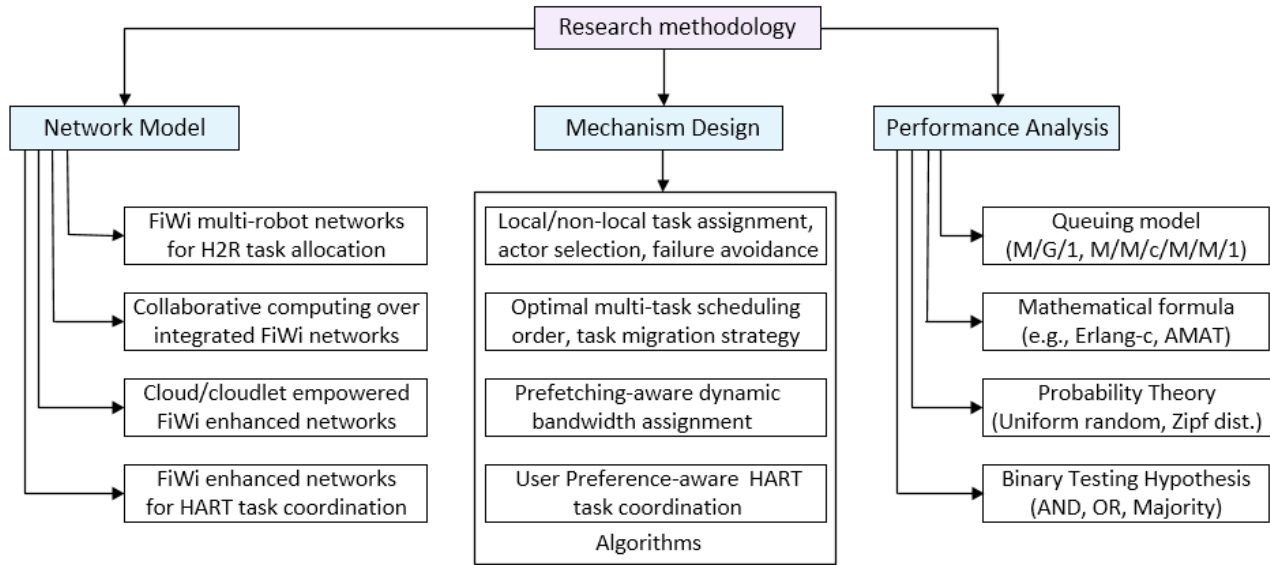 Research methodology
Network Model
FiWi multi-robot networks
for H2R task allocation
Collaborative computing over
integrated FiWi networks
Cloud/cloudlet empowered
FiWi enhanced networks
FiWi enhanced networks
for HART task coordination
Mechanism Design
Local/non-local task assignment,
actor selection, failure avoidance
Optimal multi-task scheduling
order, task migration strategy
Prefetching-aware dynamic
bandwidth assignment
User Preference-aware HART
task coordination
Algorithms
Performance Analysis
Queuing model
(M/G/1, M/M/c/M/M/1)
Mathematical formula
(e.g., Erlang-c, AMAT)
Probability Theory
(Uniform random, Zipf dist.)
Binary Testing Hypothesis
(AND, OR, Majority)